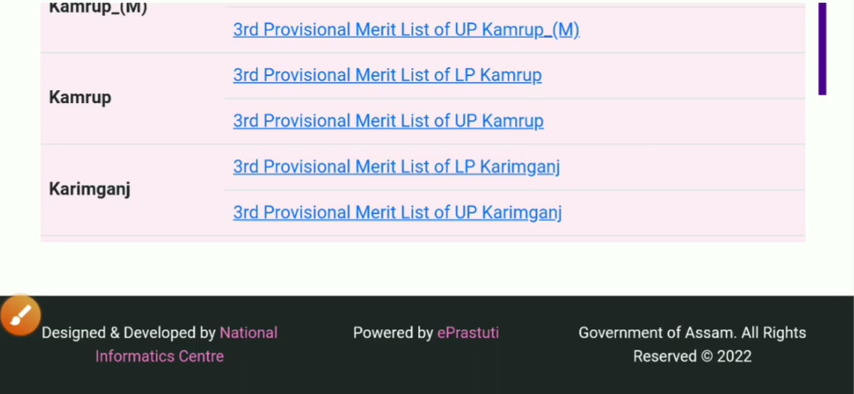 Kamrup_(M)
3rd Provisional Merit List of UP Kamrup_(M)
Kamrup
3rd Provisional Merit List of LP Kamrup
3rd Provisional Merit List of UP Kamrup
Karimganj
3rd Provisional Merit List of LP Karimganj
3rd Provisional Merit List of UP Karimganj
Designed & Developed by National
Informatics Centre
Powered by ePrastuti
Government of Assam. All Rights
Reserved © 2022